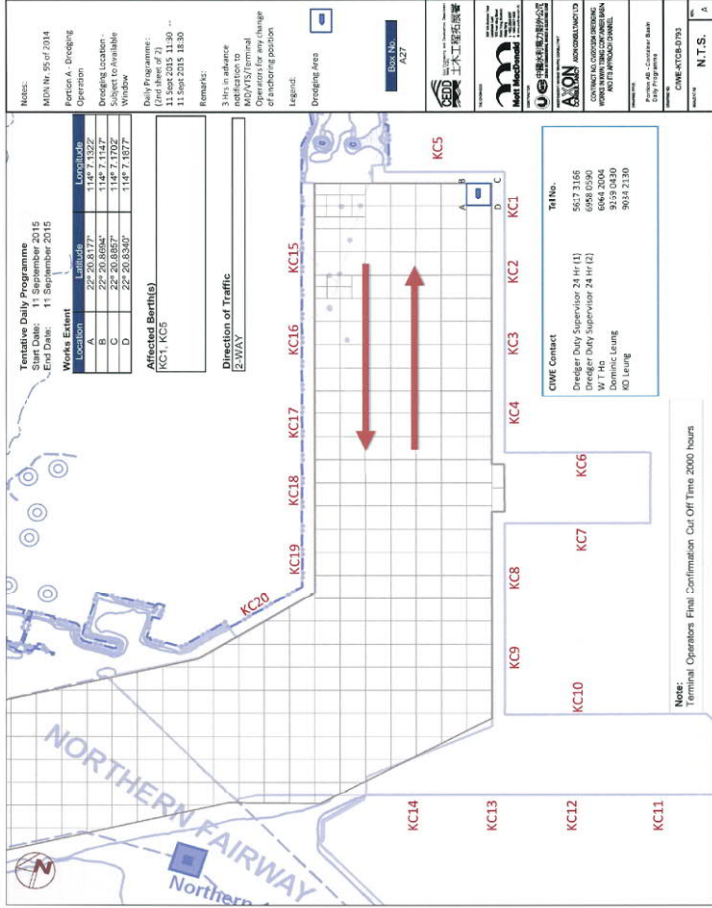 Tentative Daily Programme
Start Date: 11 September 2015
End Date: 11 September 2015
Works Extent
Location Latitude Longitude
A 22° 20.8177' 114° 7.1322'
B 22° 20.8694' 114° 7.1147'
C 22° 20.8857' 114° 7.1702'
D 22° 20.8340' 114° 7.1877'
Affected Berth(s)
KC1, KC5
Direction of Traffic
2-WAY
Notes:
MDN Nr. 95 of 2014
Portion A - Dredging
Operation
Dredging Location -
Subject to Available
Window
Daily Programme:
(2nd sheet of 2)
11 Sept 2015 11:30 --
11 Sept 2015 18:30
Remarks:
3 Hrs in advance
notification to
MD/VTS/Terminal
Operators for any change
of anchoring position
Legend:
Dredging Area
Box No.
A27
CEDD 土木工程拓展署
Mott MacDonald
AXON
Portion AB - Container Basin
Daily Programme
CIWE-KTCB-D793
N.T.S.
A
N
NORTHERN FAIRWAY
Northern
KC20
KC19
KC18
KC17
KC16
KC15
KC5
A
B
C
D
KC14
KC13
KC12
KC11
KC10
KC9
KC8
KC7
KC6
KC4
KC3
KC2
KC1
CIWE Contact Tel No.
Dredger Duty Supervisor 24 Hr (1) 5617 3166
Dredger Duty Supervisor 24 Hr (2) 6958 0590
W T Ho 6064 2004
Dominic Leung 9259 0430
KO Leung 9034 2130
Note:
Terminal Operators Final Confirmation Cut Off Time 2000 hours